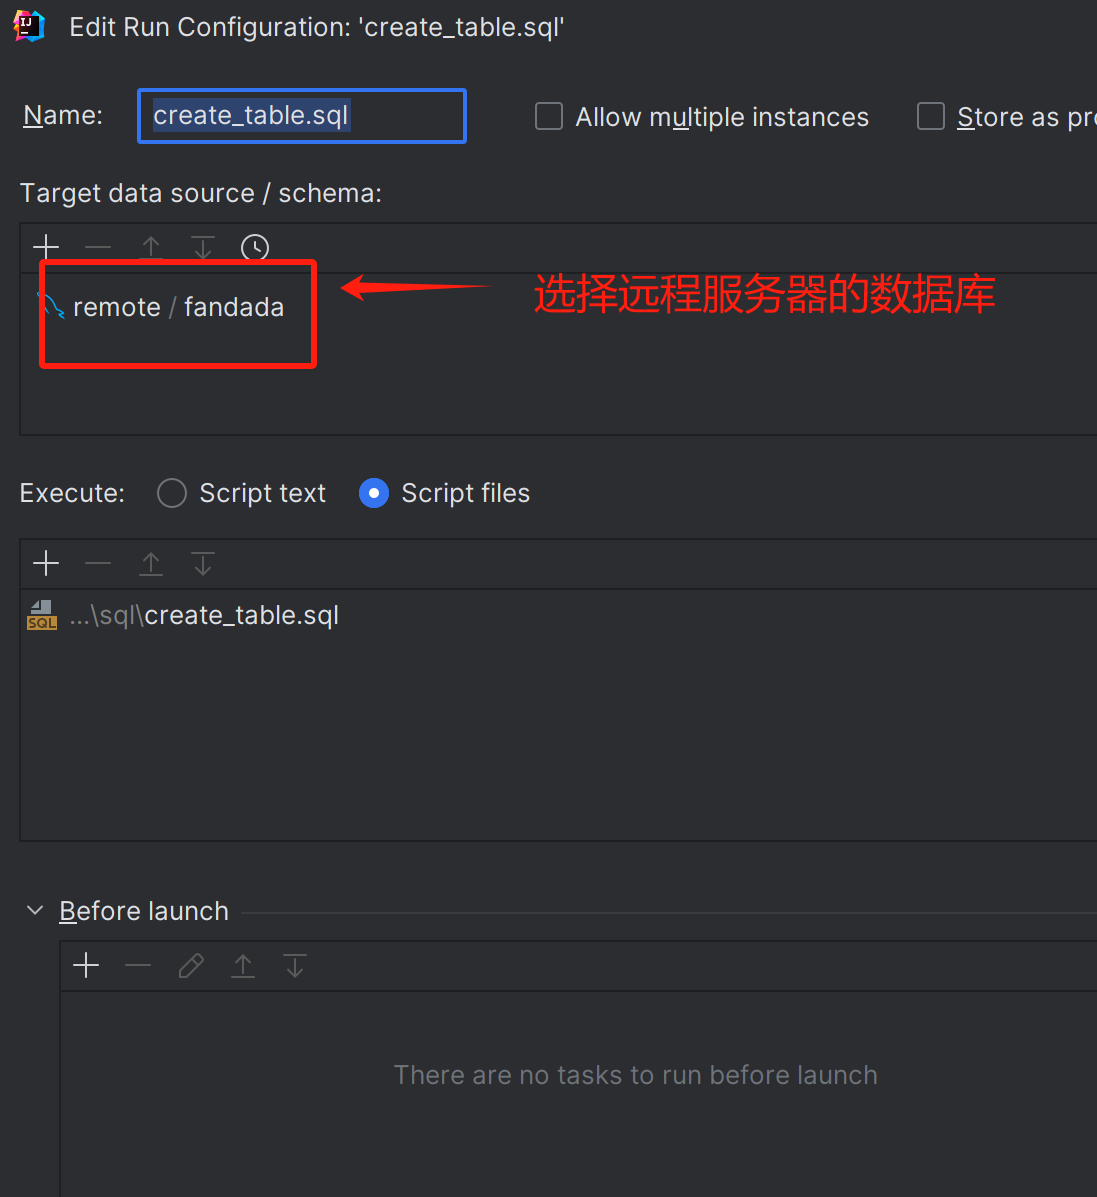 Edit Run Configuration: 'create_table.sql'
Name: create_table.sql Allow multiple instances Store as pro
Target data source / schema:
remote / fandada
选择远程服务器的数据库
Execute: Script text Script files
...\sql\create_table.sql
Before launch
There are no tasks to run before launch